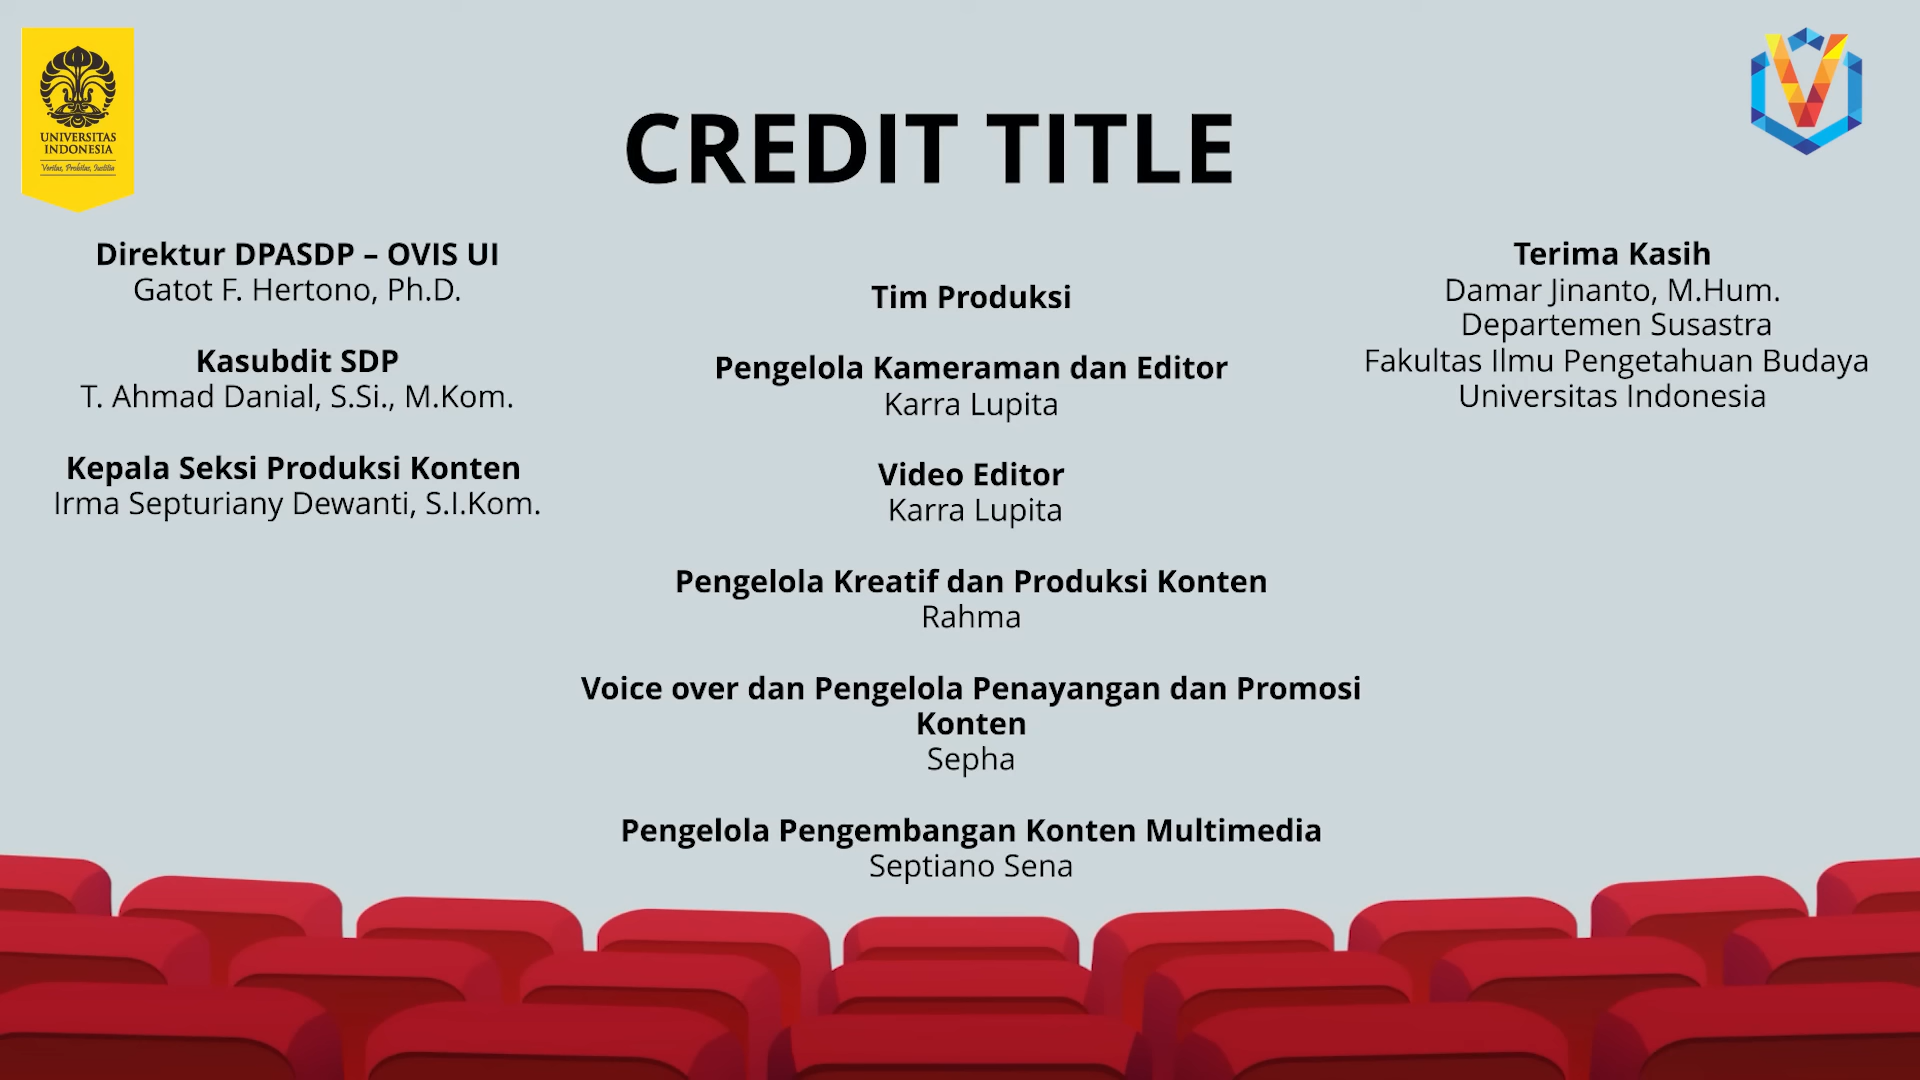 UNIVERSITAS
INDONESIA
Veritas, Probitas, Justitia
CREDIT TITLE
Direktur DPASDP – OVIS UI
Gatot F. Hertono, Ph.D.
Kasubdit SDP
T. Ahmad Danial, S.Si., M.Kom.
Kepala Seksi Produksi Konten
Irma Septuriany Dewanti, S.I.Kom.
Tim Produksi
Pengelola Kameraman dan Editor
Karra Lupita
Video Editor
Karra Lupita
Pengelola Kreatif dan Produksi Konten
Rahma
Voice over dan Pengelola Penayangan dan Promosi
Konten
Sepha
Pengelola Pengembangan Konten Multimedia
Septiano Sena
Terima Kasih
Damar Jinanto, M.Hum.
Departemen Susastra
Fakultas Ilmu Pengetahuan Budaya
Universitas Indonesia